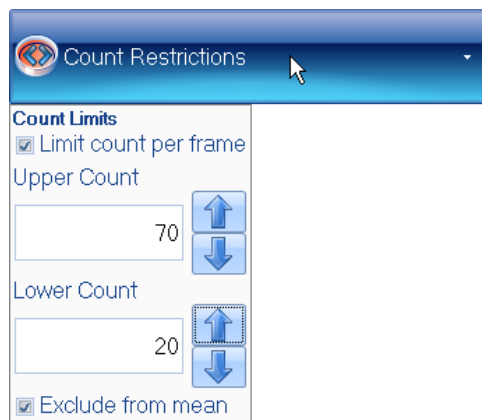 Count Restrictions
Count Limits
Limit count per frame
Upper Count
70
Lower Count
20
Exclude from mean